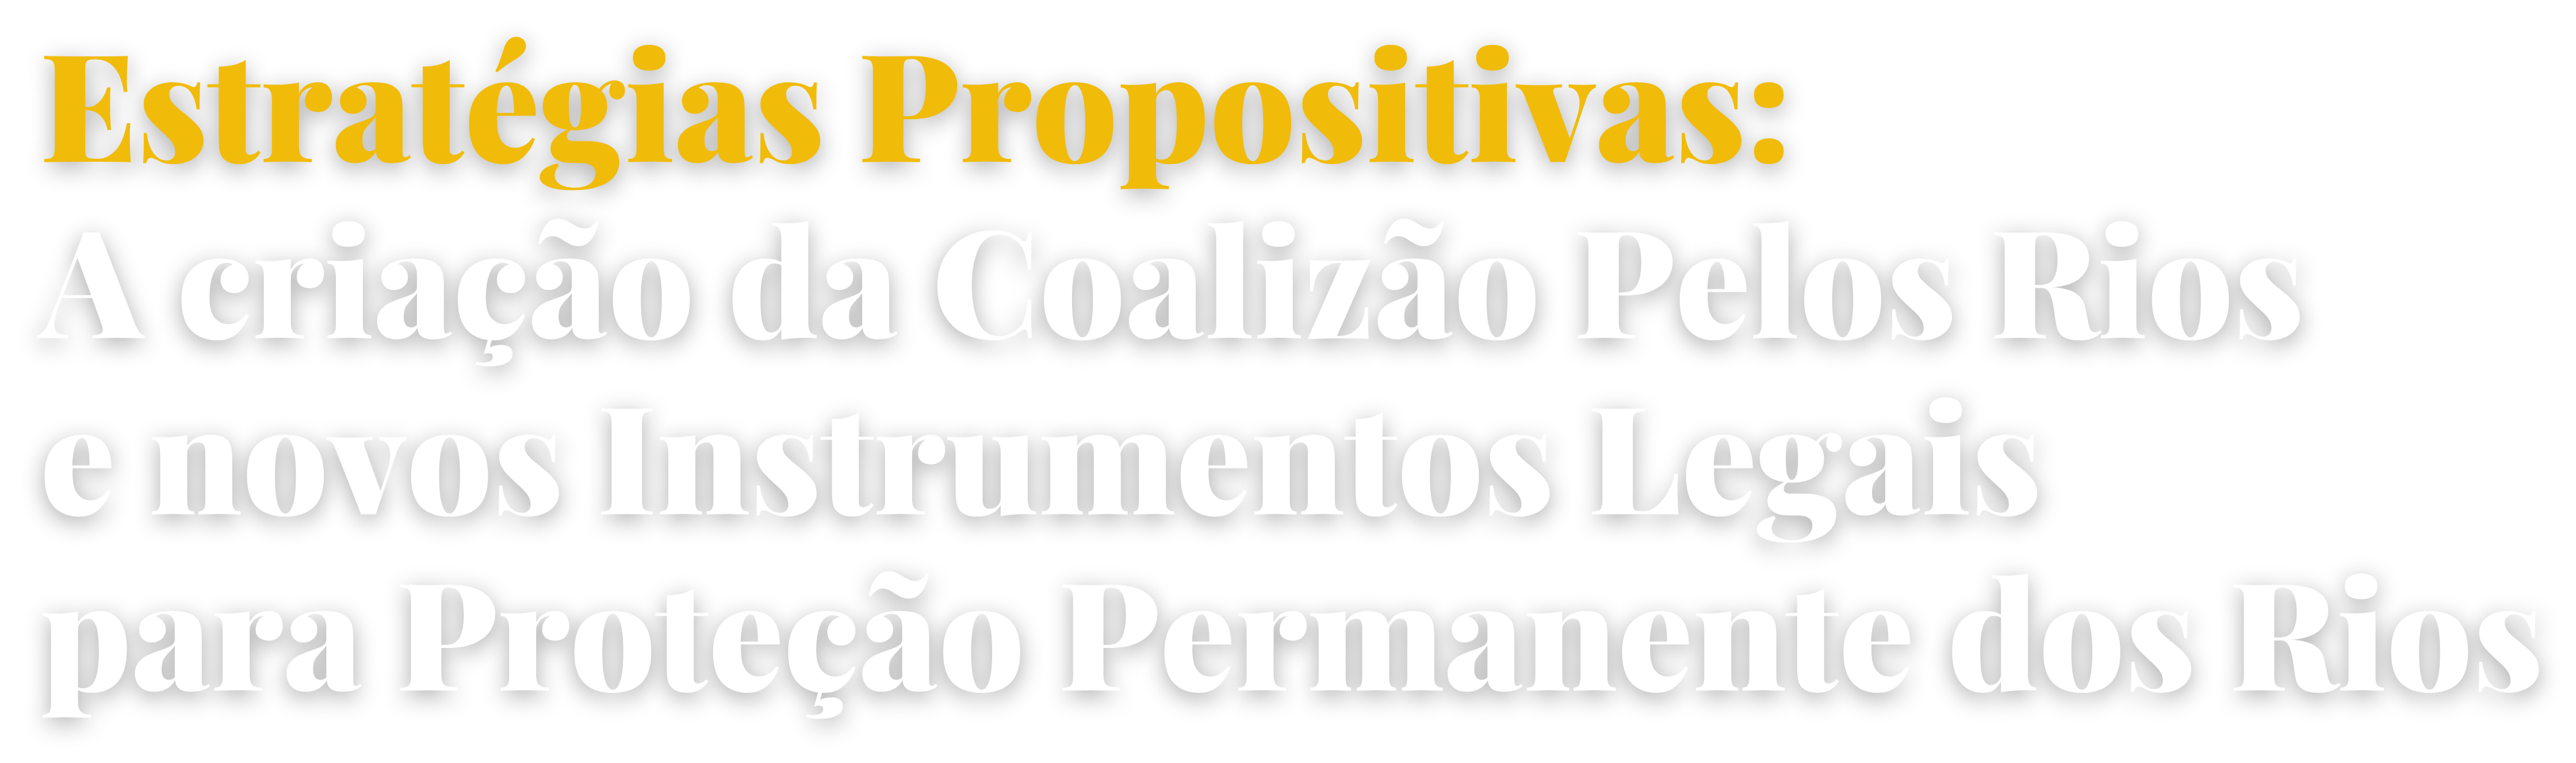 Estratégias Propositivas:
A criação da Coalizão Pelos Rios
e novos Instrumentos Legais
para Proteção Permanente dos Rios